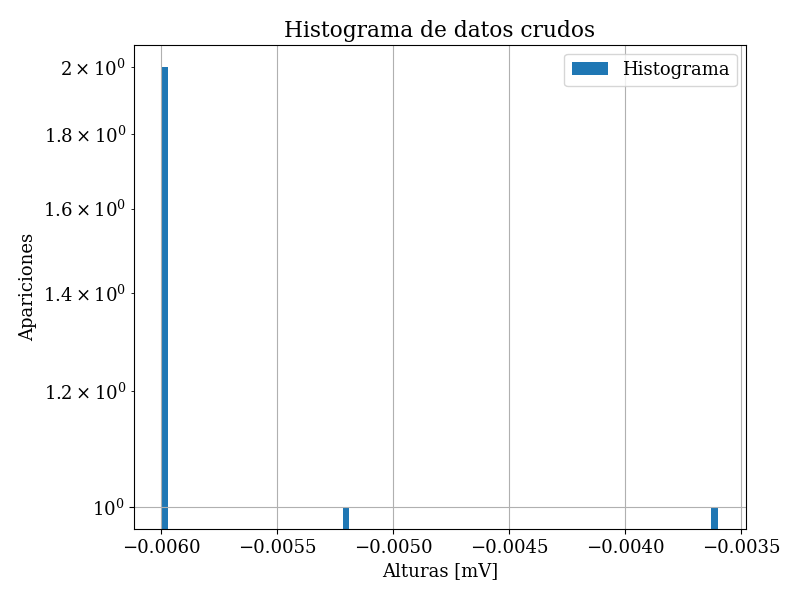 Histograma de datos crudos
Histograma
2 × 10⁰
1.8 × 10⁰
1.6 × 10⁰
1.4 × 10⁰
1.2 × 10⁰
10⁰
Apariciones
−0.0060 −0.0055 −0.0050 −0.0045 −0.0040 −0.0035
Alturas [mV]